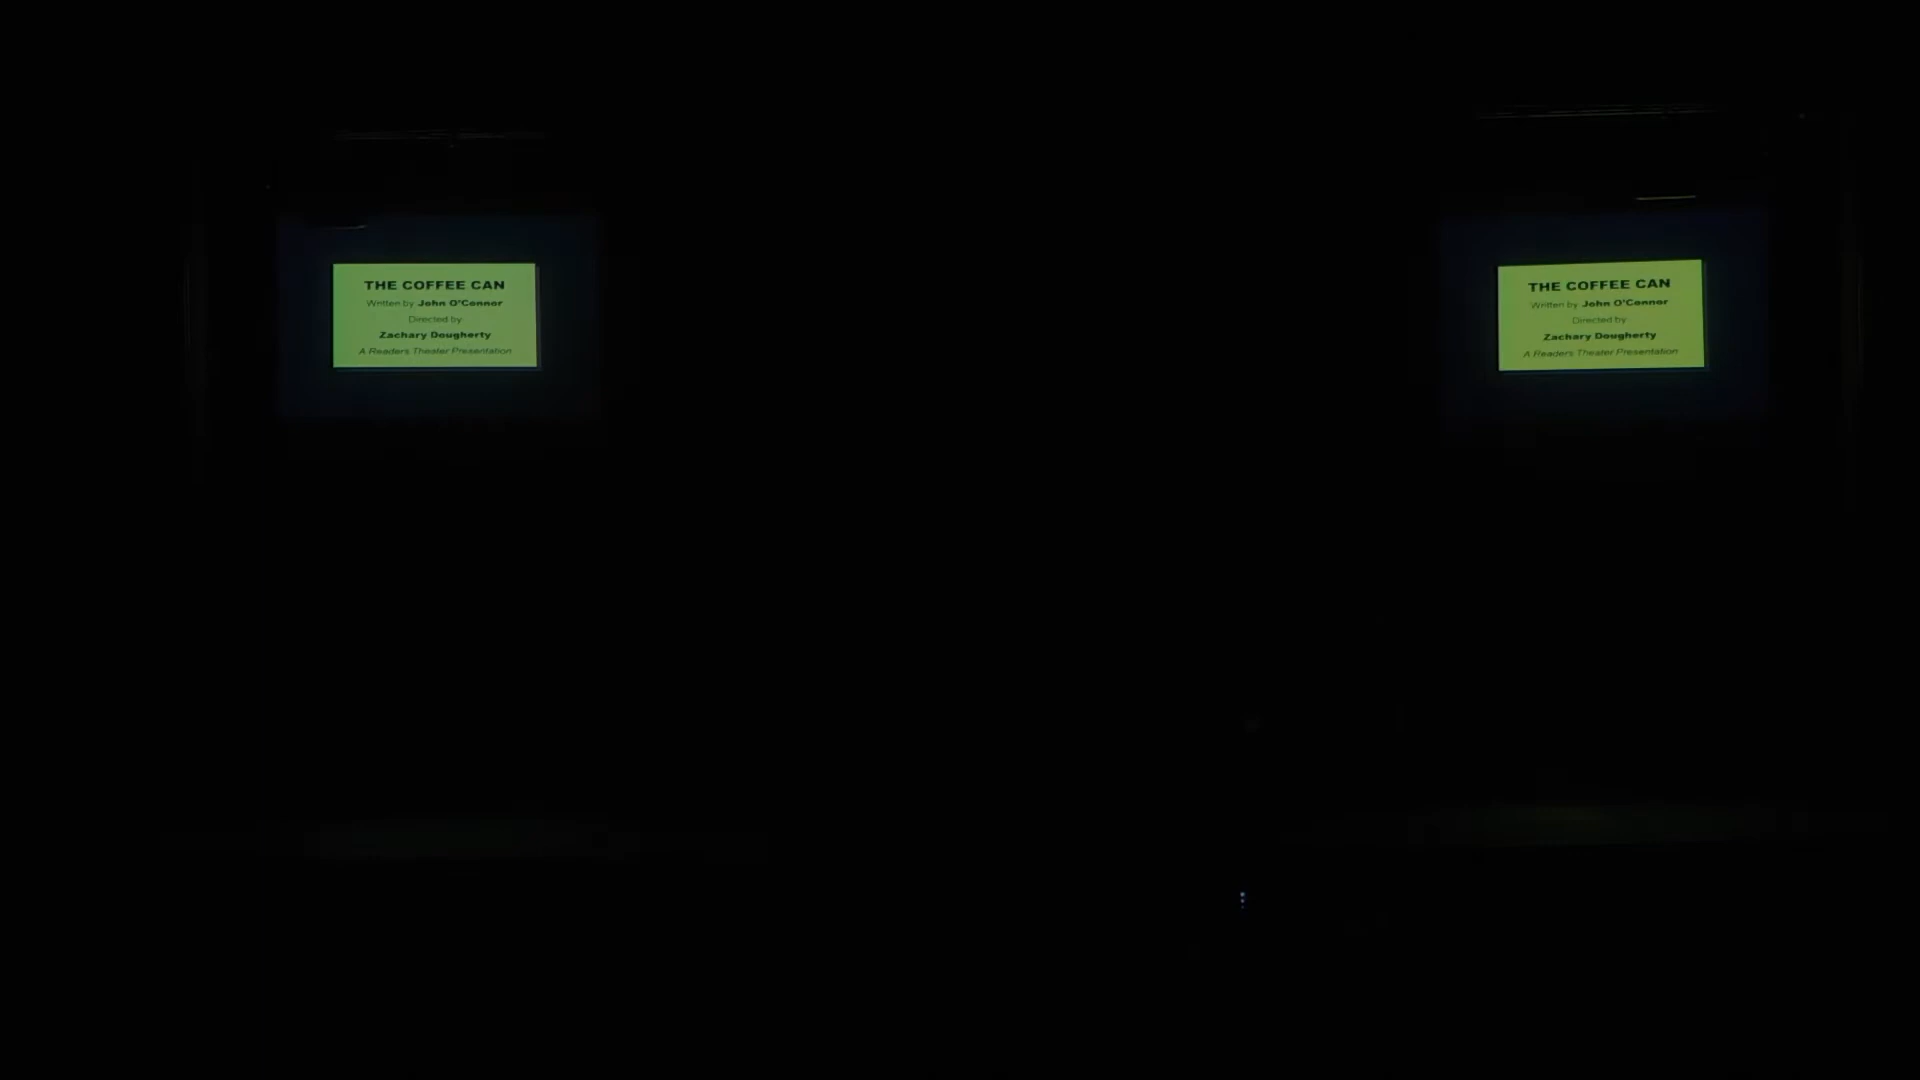 THE COFFEE CAN
Written by John O'Connor
Directed by
Zachary Dougherty
A Readers Theater Presentation
THE COFFEE CAN
Written by John O'Connor
Directed by
Zachary Dougherty
A Readers Theater Presentation